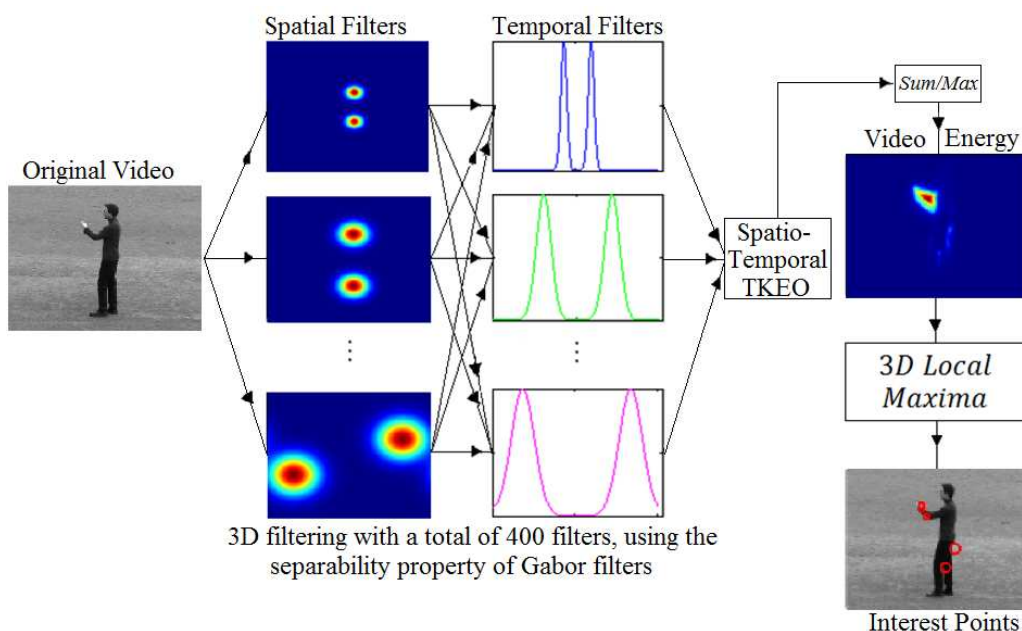 Spatial Filters
Temporal Filters
Sum/Max
Video Energy
Original Video
Spatio-
Temporal
TKEO
3D Local
Maxima
3D filtering with a total of 400 filters, using the
separability property of Gabor filters
Interest Points